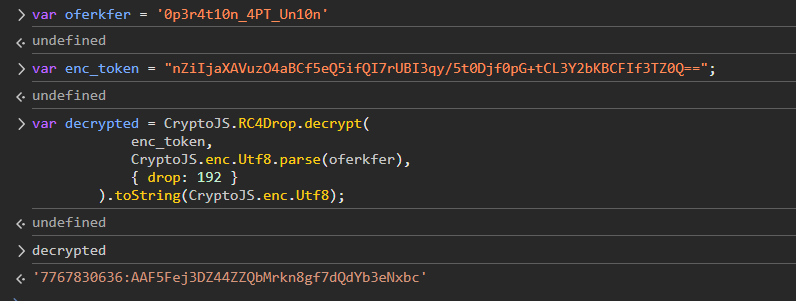 > var oferkfer = '0p3r4t10n_4PT_Un10n'
undefined
> var enc_token = "nZiIjaXAVuzO4aBCf5eQ5ifQI7rUBI3qy/5t0Djf0pG+tCL3Y2bKBCFIf3TZ0Q==";
undefined
> var decrypted = CryptoJS.RC4Drop.decrypt(
enc_token,
CryptoJS.enc.Utf8.parse(oferkfer),
{ drop: 192 }
).toString(CryptoJS.enc.Utf8);
undefined
> decrypted
'7767830636:AAF5Fej3DZ44ZZQbMrkn8gf7dQdYb3eNxbc'